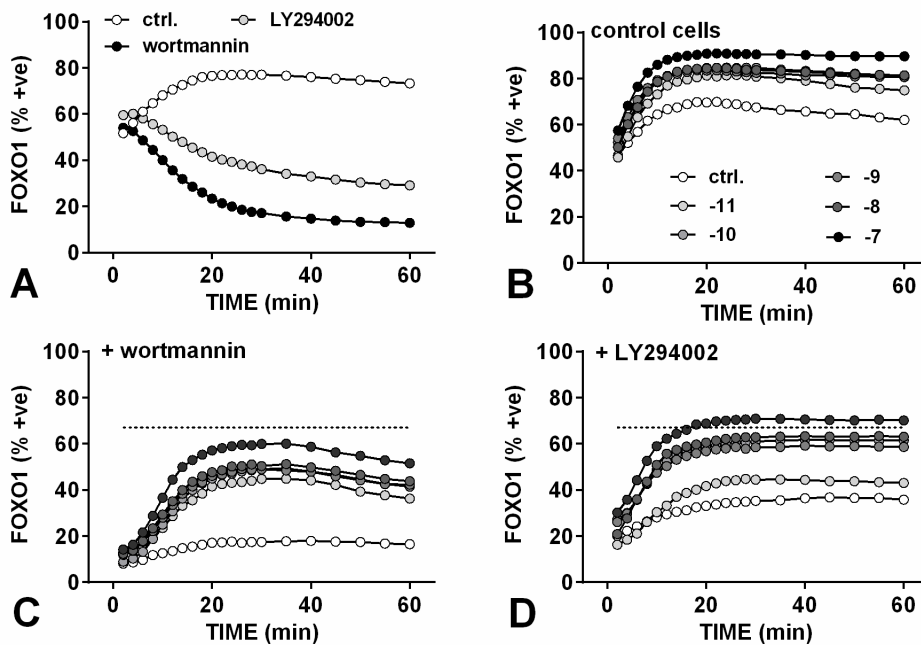 ctrl.
LY294002
wortmannin
100
80
60
40
20
0
FOXO1 (% +ve)
0
20
40
60
TIME (min)
A
control cells
100
80
60
40
20
0
FOXO1 (% +ve)
ctrl.
-11
-10
-9
-8
-7
0
20
40
60
TIME (min)
B
+ wortmannin
100
80
60
40
20
0
FOXO1 (% +ve)
0
20
40
60
TIME (min)
C
+ LY294002
100
80
60
40
20
0
FOXO1 (% +ve)
0
20
40
60
TIME (min)
D